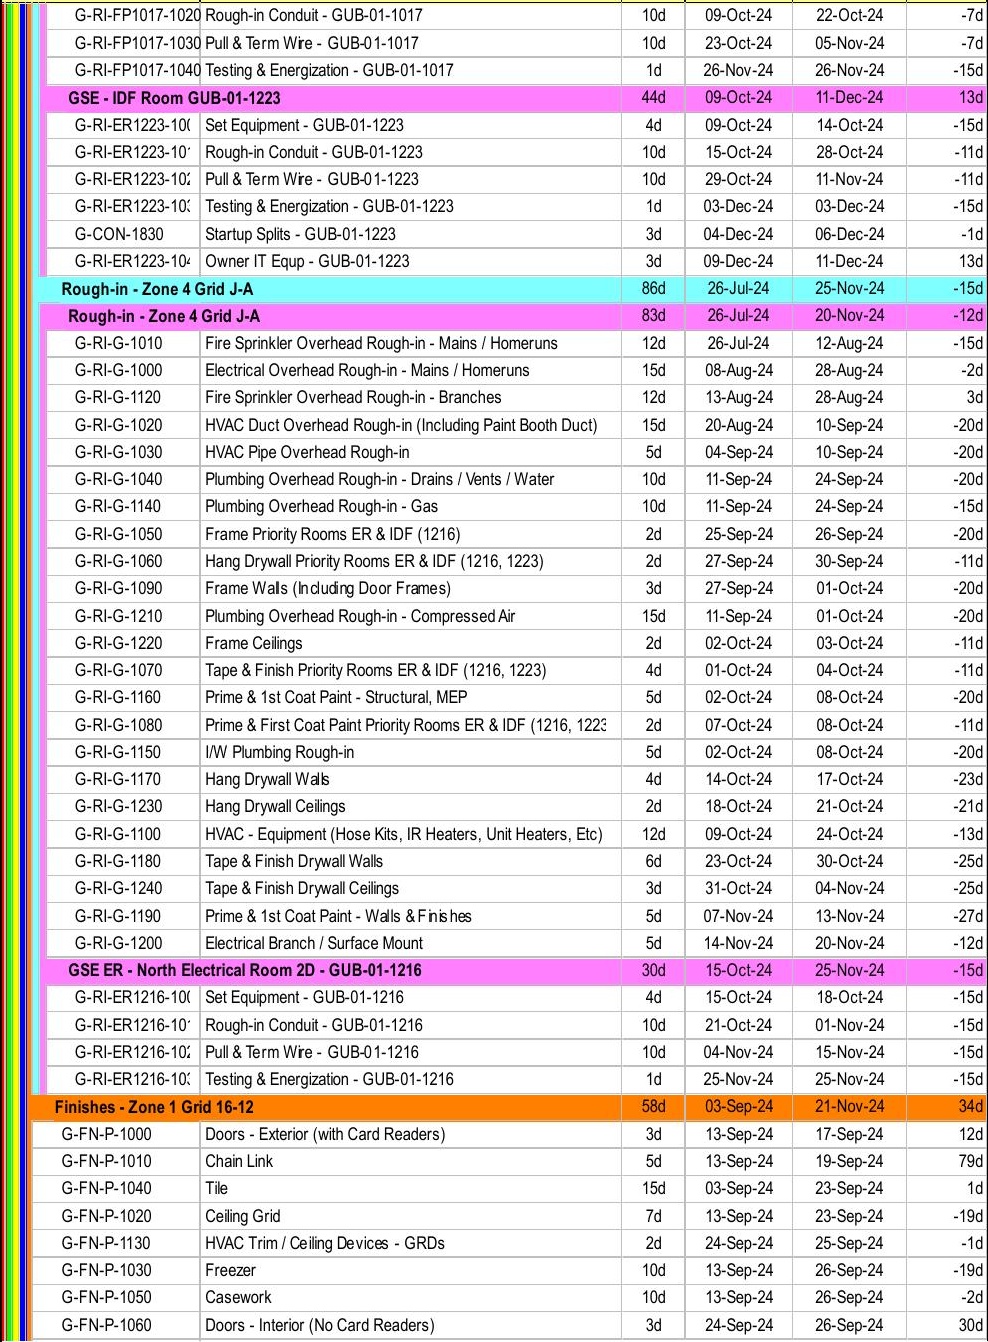 G-RI-FP1017-1020 Rough-in Conduit - GUB-01-1017 10d 09-Oct-24 22-Oct-24 -7d
G-RI-FP1017-1030 Pull & Term Wire - GUB-01-1017 10d 23-Oct-24 05-Nov-24 -7d
G-RI-FP1017-1040 Testing & Energization - GUB-01-1017 1d 26-Nov-24 26-Nov-24 -15d
GSE - IDF Room GUB-01-1223 44d 09-Oct-24 11-Dec-24 13d
G-RI-ER1223-100 Set Equipment - GUB-01-1223 4d 09-Oct-24 14-Oct-24 -15d
G-RI-ER1223-101 Rough-in Conduit - GUB-01-1223 10d 15-Oct-24 28-Oct-24 -11d
G-RI-ER1223-102 Pull & Term Wire - GUB-01-1223 10d 29-Oct-24 11-Nov-24 -11d
G-RI-ER1223-103 Testing & Energization - GUB-01-1223 1d 03-Dec-24 03-Dec-24 -15d
G-CON-1830 Startup Splits - GUB-01-1223 3d 04-Dec-24 06-Dec-24 -1d
G-RI-ER1223-104 Owner IT Equp - GUB-01-1223 3d 09-Dec-24 11-Dec-24 13d
Rough-in - Zone 4 Grid J-A 86d 26-Jul-24 25-Nov-24 -15d
Rough-in - Zone 4 Grid J-A 83d 26-Jul-24 20-Nov-24 -12d
G-RI-G-1010 Fire Sprinkler Overhead Rough-in - Mains / Homeruns 12d 26-Jul-24 12-Aug-24 -15d
G-RI-G-1000 Electrical Overhead Rough-in - Mains / Homeruns 15d 08-Aug-24 28-Aug-24 -2d
G-RI-G-1120 Fire Sprinkler Overhead Rough-in - Branches 12d 13-Aug-24 28-Aug-24 3d
G-RI-G-1020 HVAC Duct Overhead Rough-in (Including Paint Booth Duct) 15d 20-Aug-24 10-Sep-24 -20d
G-RI-G-1030 HVAC Pipe Overhead Rough-in 5d 04-Sep-24 10-Sep-24 -20d
G-RI-G-1040 Plumbing Overhead Rough-in - Drains / Vents / Water 10d 11-Sep-24 24-Sep-24 -20d
G-RI-G-1140 Plumbing Overhead Rough-in - Gas 10d 11-Sep-24 24-Sep-24 -15d
G-RI-G-1050 Frame Priority Rooms ER & IDF (1216) 2d 25-Sep-24 26-Sep-24 -20d
G-RI-G-1060 Hang Drywall Priority Rooms ER & IDF (1216, 1223) 2d 27-Sep-24 30-Sep-24 -11d
G-RI-G-1090 Frame Walls (Including Door Frames) 3d 27-Sep-24 01-Oct-24 -20d
G-RI-G-1210 Plumbing Overhead Rough-in - Compressed Air 15d 11-Sep-24 01-Oct-24 -20d
G-RI-G-1220 Frame Ceilings 2d 02-Oct-24 03-Oct-24 -11d
G-RI-G-1070 Tape & Finish Priority Rooms ER & IDF (1216, 1223) 4d 01-Oct-24 04-Oct-24 -11d
G-RI-G-1160 Prime & 1st Coat Paint - Structural, MEP 5d 02-Oct-24 08-Oct-24 -20d
G-RI-G-1080 Prime & First Coat Paint Priority Rooms ER & IDF (1216, 1223 2d 07-Oct-24 08-Oct-24 -11d
G-RI-G-1150 I/W Plumbing Rough-in 5d 02-Oct-24 08-Oct-24 -20d
G-RI-G-1170 Hang Drywall Walls 4d 14-Oct-24 17-Oct-24 -23d
G-RI-G-1230 Hang Drywall Ceilings 2d 18-Oct-24 21-Oct-24 -21d
G-RI-G-1100 HVAC - Equipment (Hose Kits, IR Heaters, Unit Heaters, Etc) 12d 09-Oct-24 24-Oct-24 -13d
G-RI-G-1180 Tape & Finish Drywall Walls 6d 23-Oct-24 30-Oct-24 -25d
G-RI-G-1240 Tape & Finish Drywall Ceilings 3d 31-Oct-24 04-Nov-24 -25d
G-RI-G-1190 Prime & 1st Coat Paint - Walls & Finishes 5d 07-Nov-24 13-Nov-24 -27d
G-RI-G-1200 Electrical Branch / Surface Mount 5d 14-Nov-24 20-Nov-24 -12d
GSE ER - North Electrical Room 2D - GUB-01-1216 30d 15-Oct-24 25-Nov-24 -15d
G-RI-ER1216-100 Set Equipment - GUB-01-1216 4d 15-Oct-24 18-Oct-24 -15d
G-RI-ER1216-101 Rough-in Conduit - GUB-01-1216 10d 21-Oct-24 01-Nov-24 -15d
G-RI-ER1216-102 Pull & Term Wire - GUB-01-1216 10d 04-Nov-24 15-Nov-24 -15d
G-RI-ER1216-103 Testing & Energization - GUB-01-1216 1d 25-Nov-24 25-Nov-24 -15d
Finishes - Zone 1 Grid 16-12 58d 03-Sep-24 21-Nov-24 34d
G-FN-P-1000 Doors - Exterior (with Card Readers) 3d 13-Sep-24 17-Sep-24 12d
G-FN-P-1010 Chain Link 5d 13-Sep-24 19-Sep-24 79d
G-FN-P-1040 Tile 15d 03-Sep-24 23-Sep-24 1d
G-FN-P-1020 Ceiling Grid 7d 13-Sep-24 23-Sep-24 -19d
G-FN-P-1130 HVAC Trim / Ceiling Devices - GRDs 2d 24-Sep-24 25-Sep-24 -1d
G-FN-P-1030 Freezer 10d 13-Sep-24 26-Sep-24 -19d
G-FN-P-1050 Casework 10d 13-Sep-24 26-Sep-24 -2d
G-FN-P-1060 Doors - Interior (No Card Readers) 3d 24-Sep-24 26-Sep-24 30d